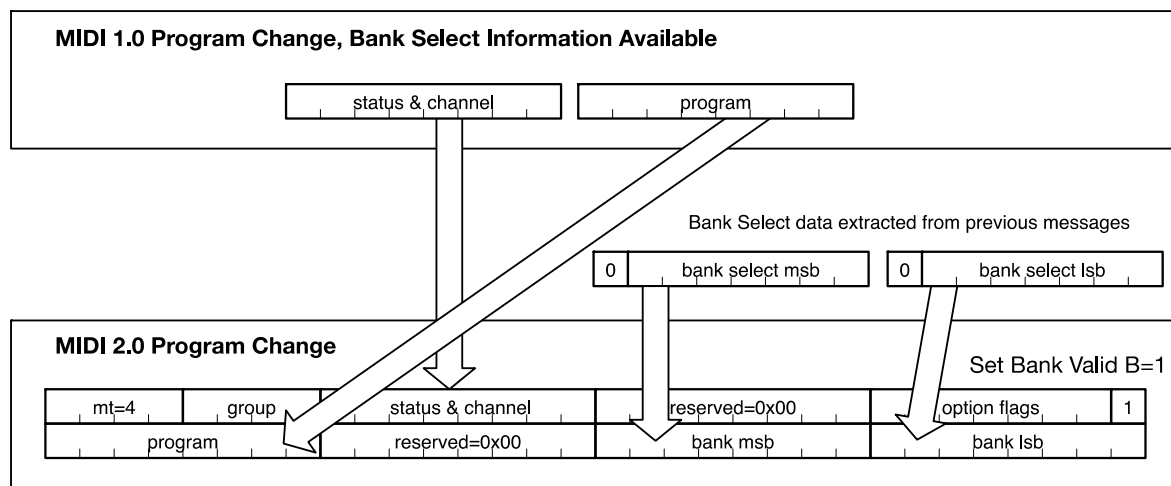 MIDI 1.0 Program Change, Bank Select Information Available
status & channel program
Bank Select data extracted from previous messages
0 bank select msb 0 bank select lsb
MIDI 2.0 Program Change
Set Bank Valid B=1
mt=4 group status & channel reserved=0x00 option flags 1
program reserved=0x00 bank msb bank lsb